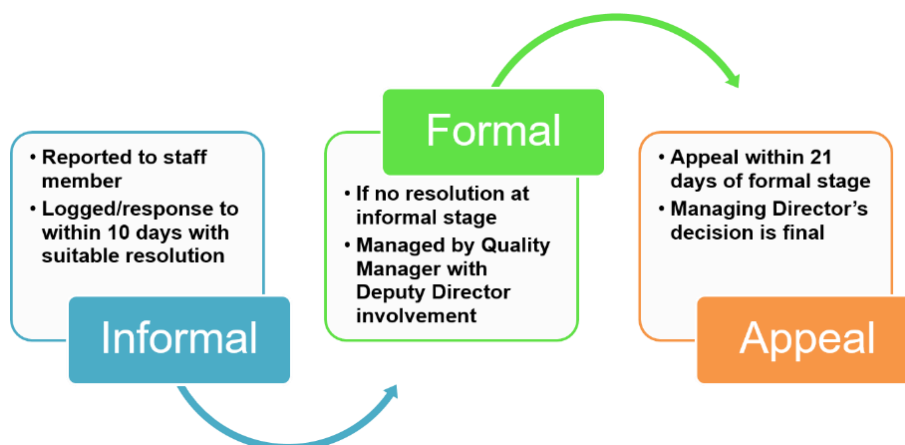 • Reported to staff
member
• Logged/response to
within 10 days with
suitable resolution
Informal
Formal
• If no resolution at
informal stage
• Managed by Quality
Manager with
Deputy Director
involvement
• Appeal within 21
days of formal stage
• Managing Director’s
decision is final
Appeal